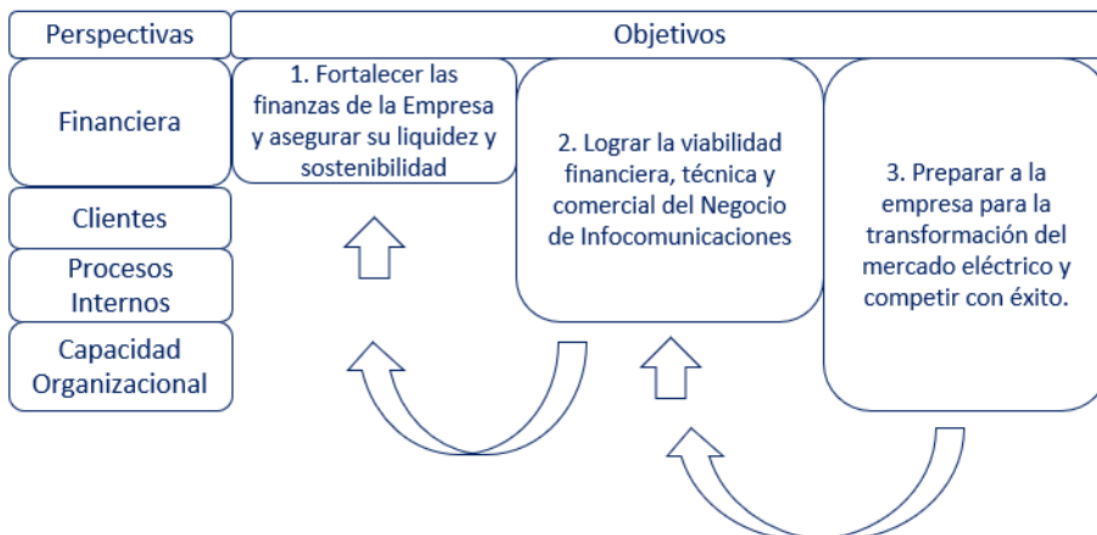 Perspectivas
Objetivos
Financiera
1. Fortalecer las
finanzas de la Empresa
y asegurar su liquidez y
sostenibilidad
2. Lograr la viabilidad
financiera, técnica y
comercial del Negocio
de Infocomunicaciones
3. Preparar a la
empresa para la
transformación del
mercado eléctrico y
competir con éxito.
Clientes
Procesos
Internos
Capacidad
Organizacional